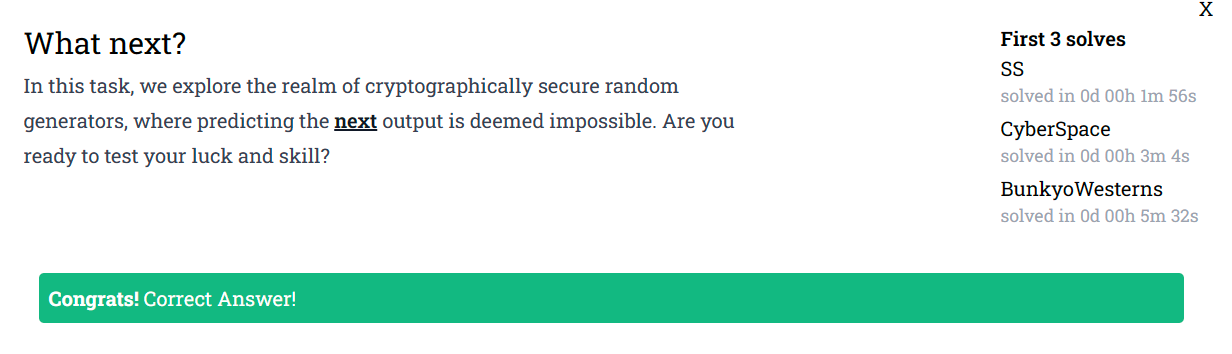 X
What next?
In this task, we explore the realm of cryptographically secure random
generators, where predicting the next output is deemed impossible. Are you
ready to test your luck and skill?
First 3 solves
SS
solved in 0d 00h 1m 56s
CyberSpace
solved in 0d 00h 3m 4s
BunkyoWesterns
solved in 0d 00h 5m 32s
Congrats! Correct Answer!